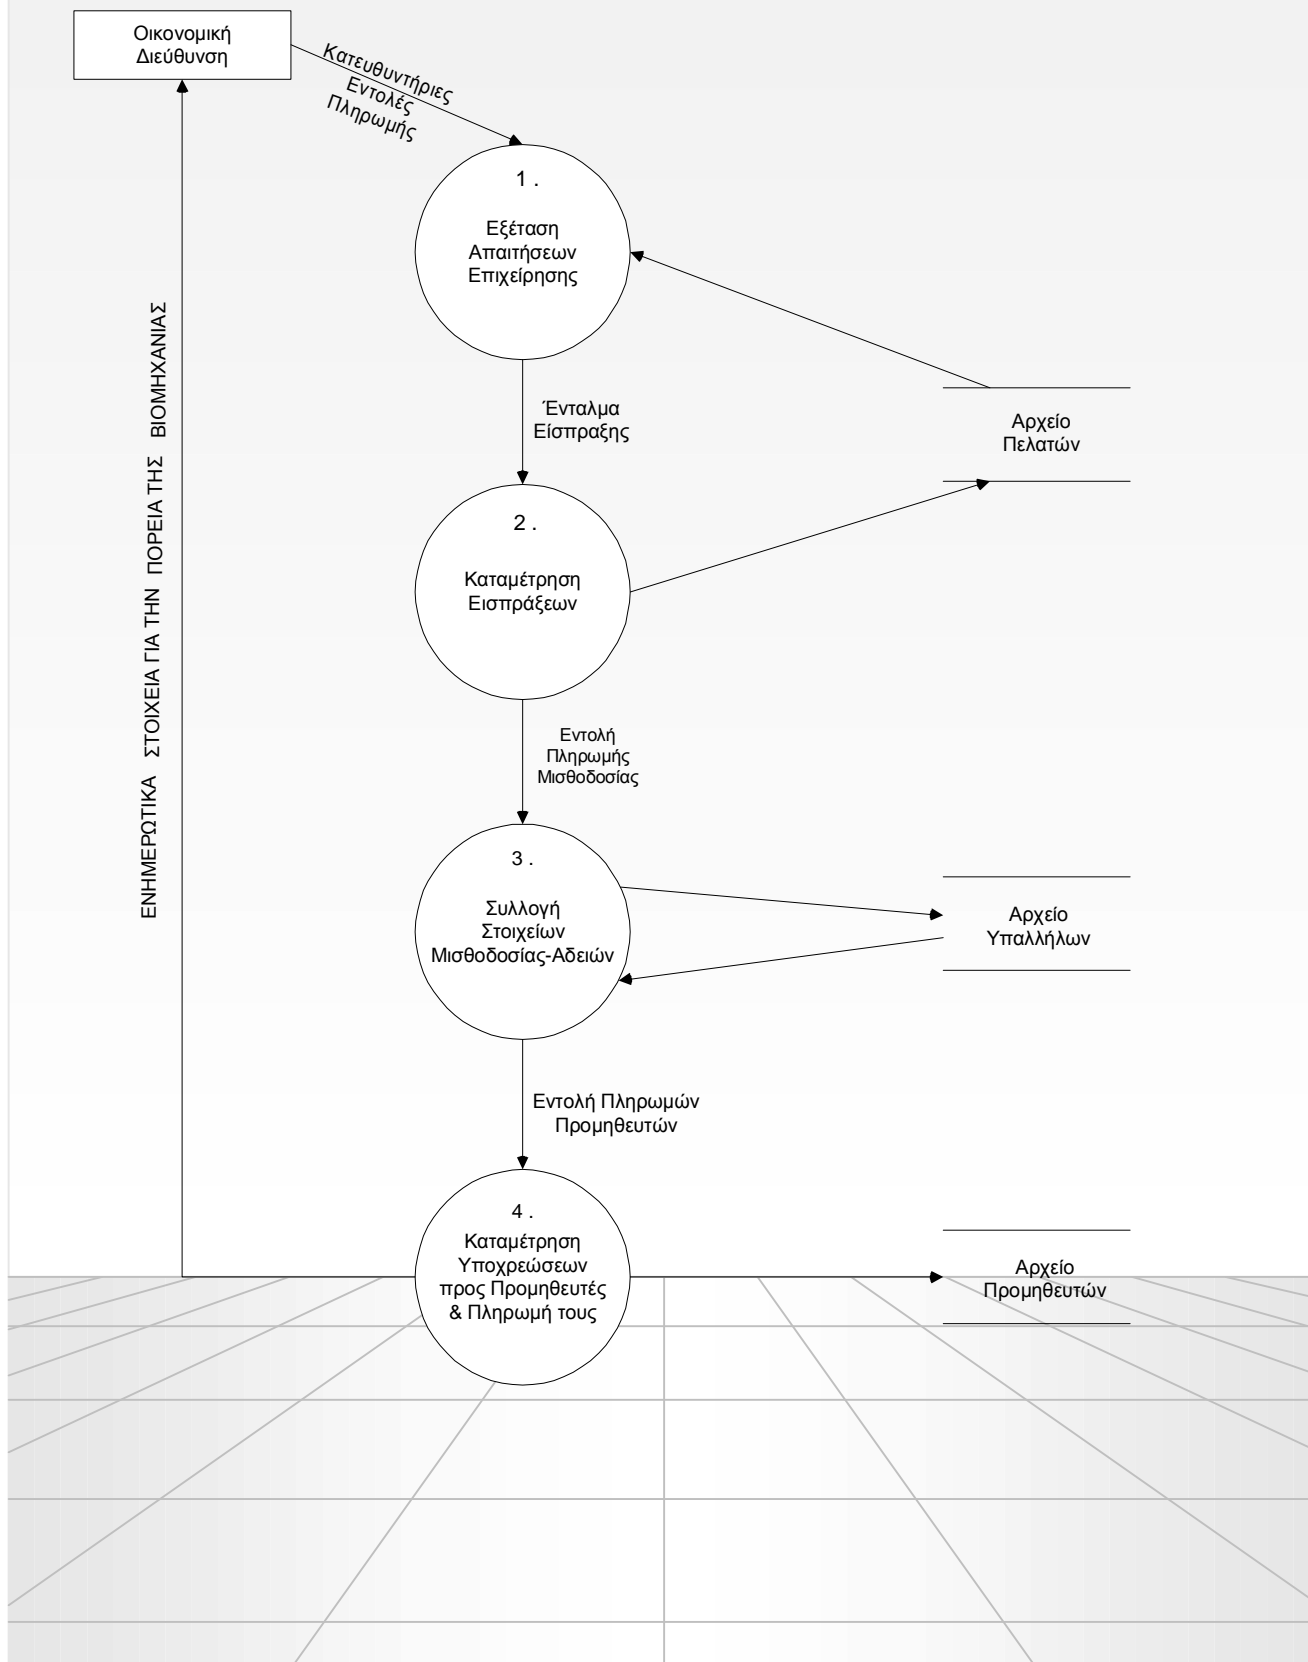 Οικονομική
Διεύθυνση
Κατευθυντήριες
Εντολές
Πληρωμής
1 .
Εξέταση
Απαιτήσεων
Επιχείρησης
Ένταλμα
Είσπραξης
Αρχείο
Πελατών
2 .
Καταμέτρηση
Εισπράξεων
ΕΝΗΜΕΡΩΤΙΚΑ ΣΤΟΙΧΕΙΑ ΓΙΑ ΤΗΝ ΠΟΡΕΙΑ ΤΗΣ ΒΙΟΜΗΧΑΝΙΑΣ
Εντολή
Πληρωμής
Μισθοδοσίας
3 .
Συλλογή
Στοιχείων
Μισθοδοσίας-Αδειών
Αρχείο
Υπαλλήλων
Εντολή Πληρωμών
Προμηθευτών
4 .
Καταμέτρηση
Υποχρεώσεων
προς Προμηθευτές
& Πληρωμή τους
Αρχείο
Προμηθευτών